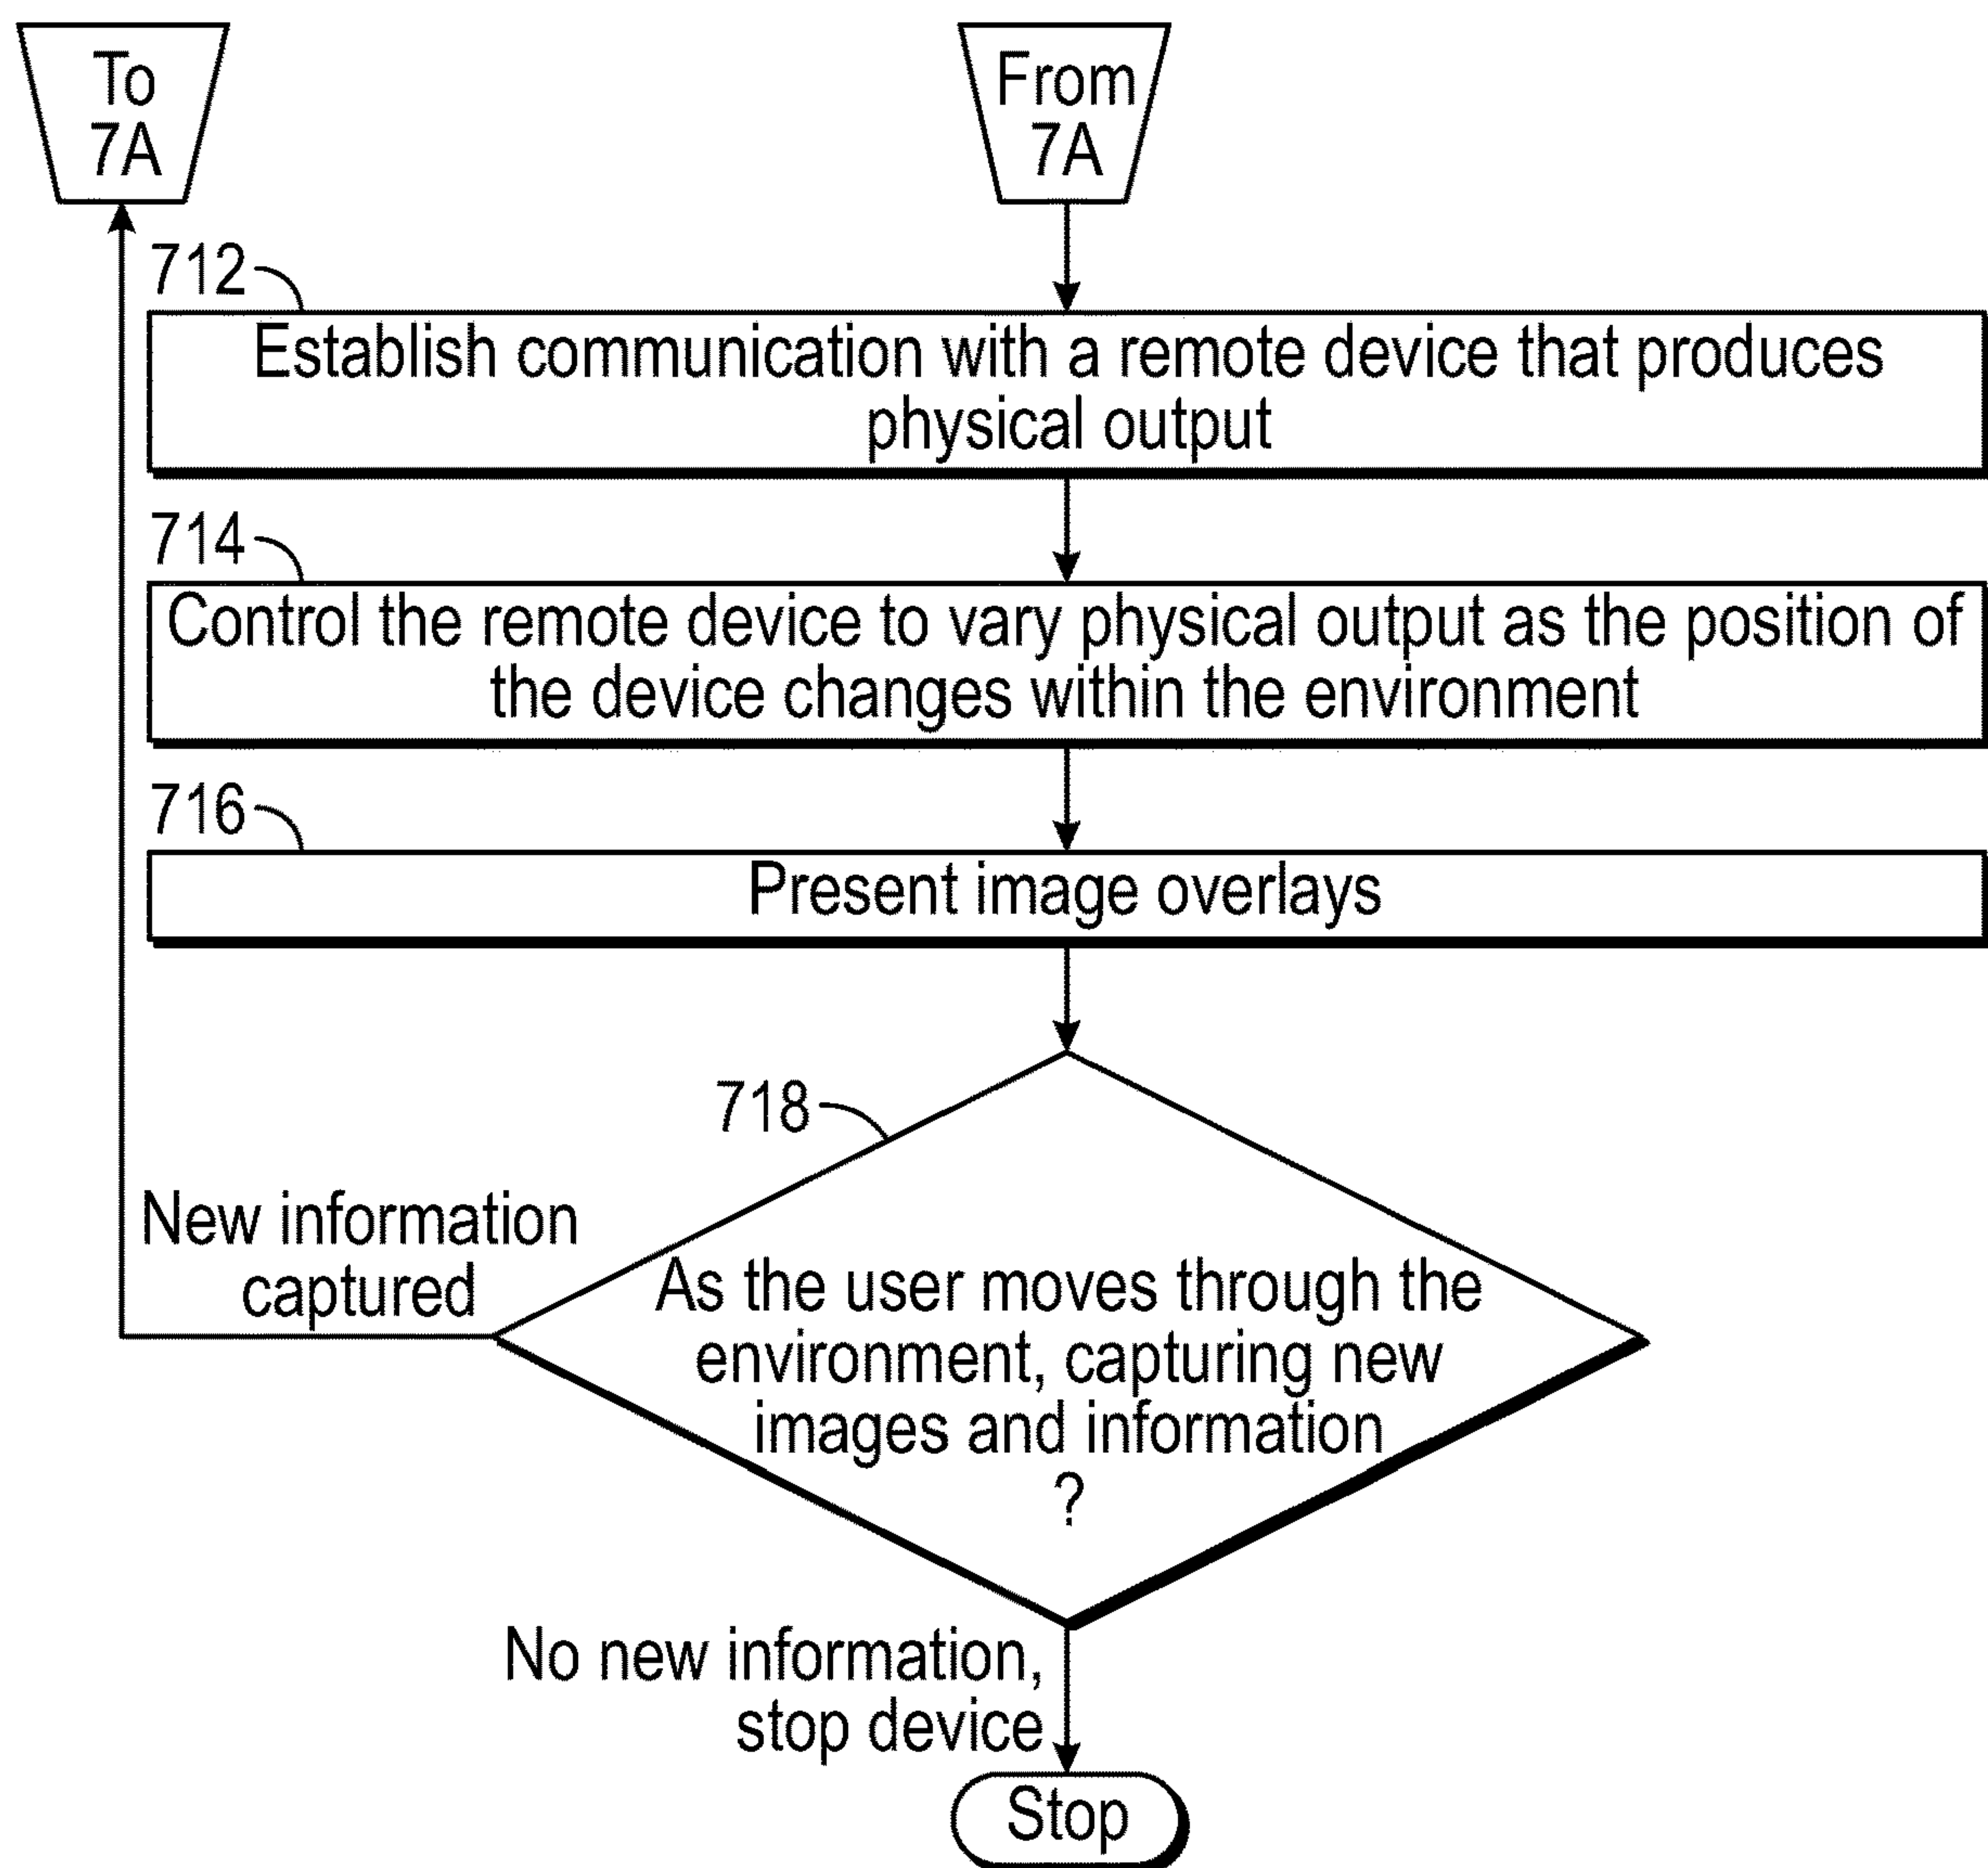 To
7A
From
7A
712
Establish communication with a remote device that produces
physical output
714
Control the remote device to vary physical output as the position of
the device changes within the environment
716
Present image overlays
718
New information
captured
As the user moves through the
environment, capturing new
images and information
?
No new information,
stop device
Stop